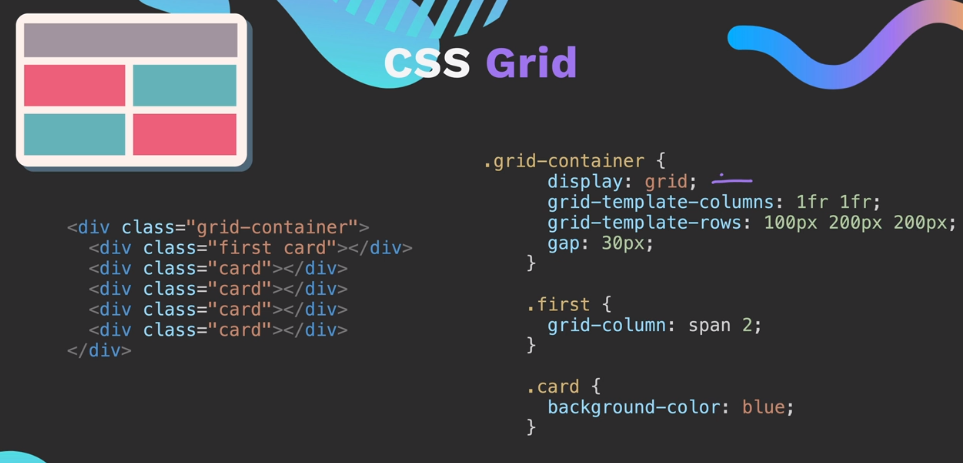 CSS Grid
<div class="grid-container">
  <div class="first card"></div>
  <div class="card"></div>
  <div class="card"></div>
  <div class="card"></div>
  <div class="card"></div>
</div>
.grid-container {
      display: grid;
      grid-template-columns: 1fr 1fr;
      grid-template-rows: 100px 200px 200px;
      gap: 30px;
    }
    .first {
      grid-column: span 2;
    }
    .card {
      background-color: blue;
    }